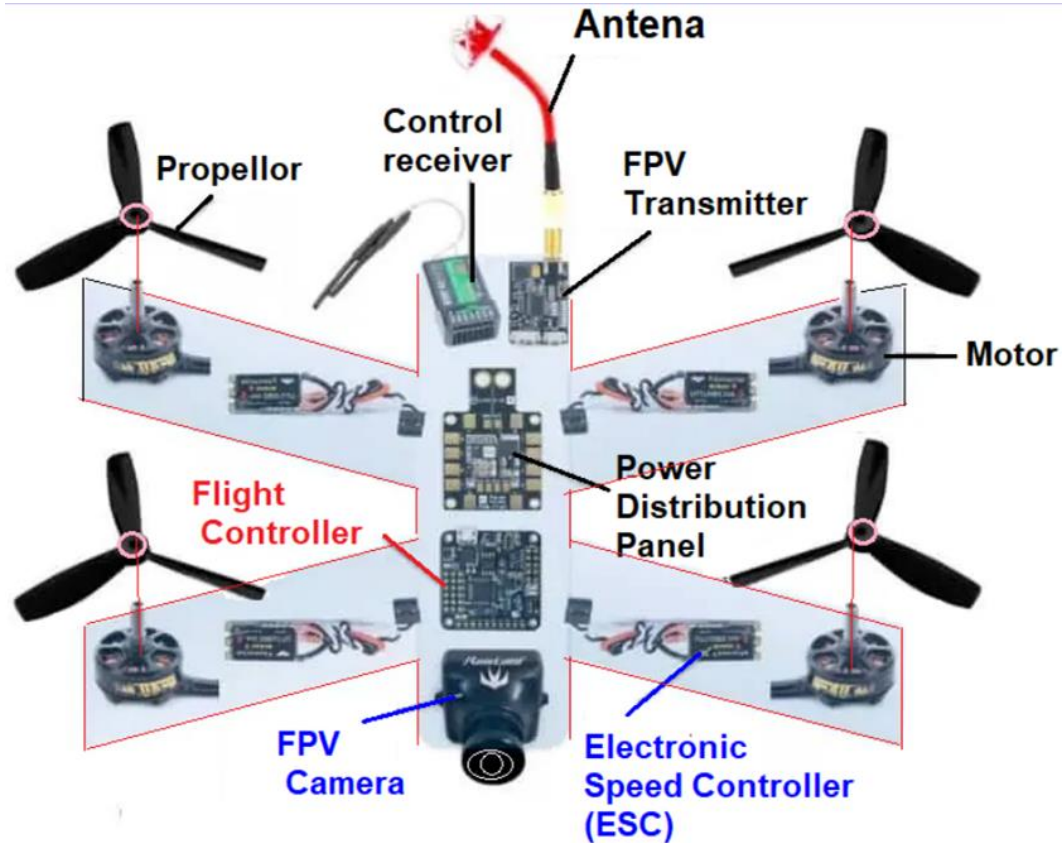 Antena
Control
receiver
FPV
Transmitter
Propellor
Motor
Power
Distribution
Panel
Flight
Controller
FPV
Camera
Electronic
Speed Controller
(ESC)